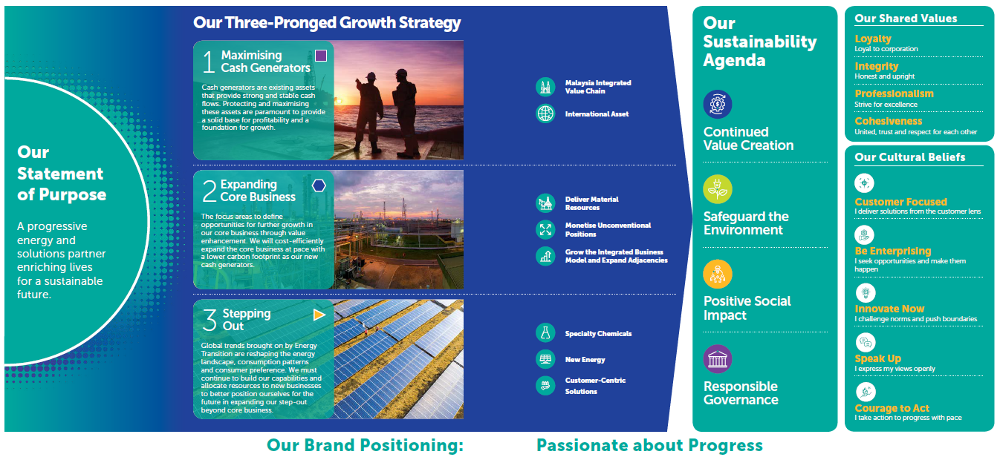 Our
Statement
of Purpose
A progressive
energy and
solutions partner
enriching lives
for a sustainable
future.
Our Three-Pronged Growth Strategy
1
Maximising
Cash Generators
Cash generators are existing assets
that provide strong and stable cash
flows. Protecting and maximising
these assets are paramount to provide
a solid base for profitability and a
foundation for growth.
Malaysia Integrated
Value Chain
International Asset
2
Expanding
Core Business
The focus areas to define
opportunities for further growth in
our core business through value
enhancement. We will cost-efficiently
expand the core business at pace with
a lower carbon footprint as our new
cash generators.
Deliver Material
Resources
Monetise Unconventional
Positions
Grow the Integrated Business
Model and Expand Adjacencies
3
Stepping
Out
Global trends brought on by Energy
Transition are reshaping the energy
landscape, consumption patterns
and consumer preference. We must
continue to build our capabilities and
allocate resources to new businesses
to better position ourselves for the
future in expanding our step-out
beyond core business.
Specialty Chemicals
New Energy
Customer-Centric
Solutions
Our
Sustainability
Agenda
Continued
Value Creation
Safeguard the
Environment
Positive Social
Impact
Responsible
Governance
Our Shared Values
Loyalty
Loyal to corporation
Integrity
Honest and upright
Professionalism
Strive for excellence
Cohesiveness
United, trust and respect for each other
Our Cultural Beliefs
Customer Focused
I deliver solutions from the customer lens
Be Enterprising
I seek opportunities and make them
happen
Innovate Now
I challenge norms and push boundaries
Speak Up
I express my views openly
Courage to Act
I take action to progress with pace
Our Brand Positioning: Passionate about Progress